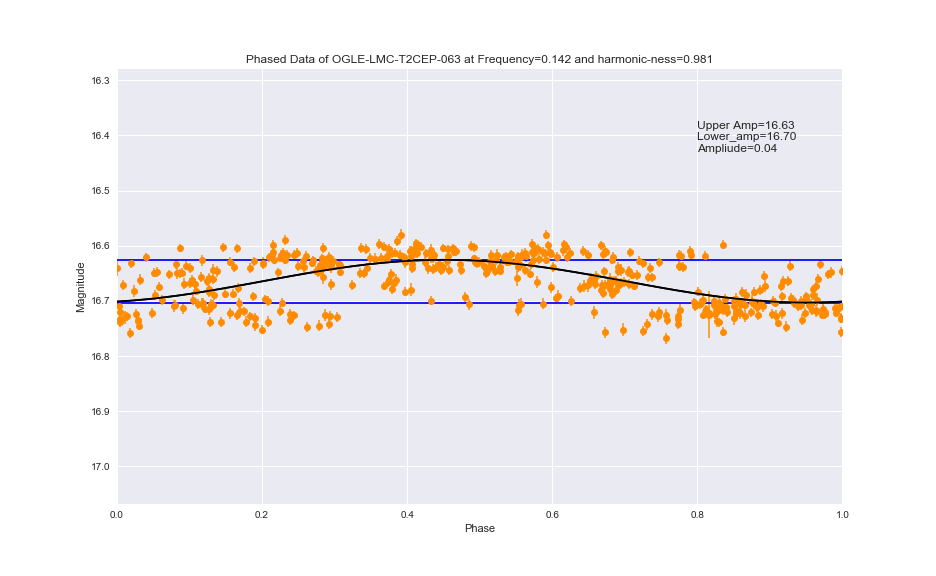 Phased Data of OGLE-LMC-T2CEP-063 at Frequency=0.142 and harmonic-ness=0.981
16.3
Upper Amp=16.63
16.4
Lower_amp=16.70
Ampliude=0.04
16.5
16.6
Magnitude
16.7
16.8
16.9
17.0
0.0 0.2 0.4 0.6 0.8 1.0
Phase